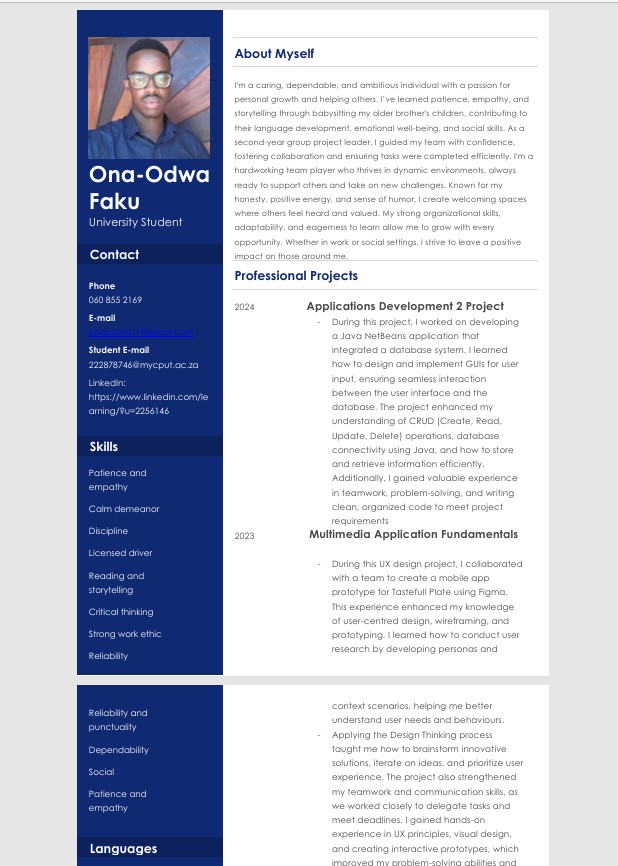 Ona-Odwa
Faku
University Student
Contact
Phone
060 855 2169
E-mail
Student E-mail
222878746@mycput.ac.za
LinkedIn:
https://www.linkedin.com/le
arning/?u=2256146
Skills
Patience and
empathy
Calm demeanor
Discipline
Licensed driver
Reading and
storytelling
Critical thinking
Strong work ethic
Reliability
About Myself
I'm a caring, dependable, and ambitious individual with a passion for
personal growth and helping others. I've learned patience, empathy, and
storytelling through babysitting my older brother's children, contributing to
their language development, emotional well-being, and social skills. As a
second-year group project leader, I guided my team with confidence,
fostering collaboration and ensuring tasks were completed efficiently. I'm a
hardworking team player who thrives in dynamic environments, always
ready to support others and take on new challenges. Known for my
honesty, positive energy, and sense of humor, I create welcoming spaces
where others feel heard and valued. My strong organizational skills,
adaptability, and eagerness to learn allow me to grow with every
opportunity. Whether in work or social settings, I strive to leave a positive
impact on those around me.
Professional Projects
2024 Applications Development 2 Project
- During this project, I worked on developing
a Java NetBeans application that
integrated a database system. I learned
how to design and implement GUIs for user
input, ensuring seamless interaction
between the user interface and the
database. The project enhanced my
understanding of CRUD (Create, Read,
Update, Delete) operations, database
connectivity using Java, and how to store
and retrieve information efficiently.
Additionally, I gained valuable experience
in teamwork, problem-solving, and writing
clean, organized code to meet project
requirements
2023 Multimedia Application Fundamentals
- During this UX design project, I collaborated
with a team to create a mobile app
prototype for Tastefull Plate using Figma.
This experience enhanced my knowledge
of user-centred design, wireframing, and
prototyping. I learned how to conduct user
research by developing personas and
Reliability and
punctuality
Dependability
Social
Patience and
empathy
Languages
context scenarios, helping me better
understand user needs and behaviours.
- Applying the Design Thinking process
taught me how to brainstorm innovative
solutions, iterate on ideas, and prioritize user
experience. The project also strengthened
my teamwork and communication skills, as
we worked closely to delegate tasks and
meet deadlines. I gained hands-on
experience in UX principles, visual design,
and creating interactive prototypes, which
improved my problem-solving abilities and